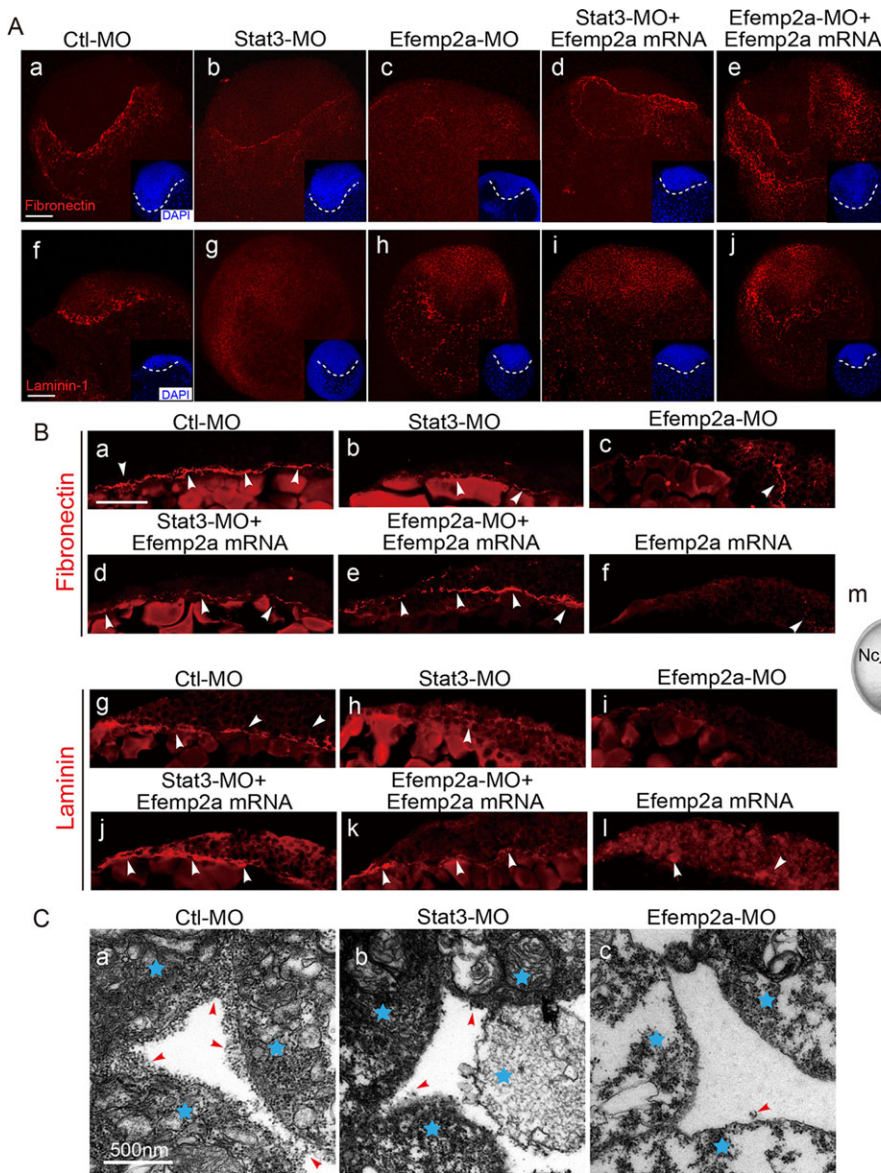 A
Ctl-MO
Stat3-MO
Efemp2a-MO
Stat3-MO+
Efemp2a mRNA
Efemp2a-MO+
Efemp2a mRNA
a
b
c
d
e
Fibronectin
DAPI
f
g
h
i
j
Laminin-1
DAPI
B
Fibronectin
Ctl-MO
Stat3-MO
Efemp2a-MO
a
b
c
Stat3-MO+
Efemp2a mRNA
Efemp2a-MO+
Efemp2a mRNA
Efemp2a mRNA
d
e
f
m
Nc
Laminin
Ctl-MO
Stat3-MO
Efemp2a-MO
g
h
i
Stat3-MO+
Efemp2a mRNA
Efemp2a-MO+
Efemp2a mRNA
Efemp2a mRNA
j
k
l
C
Ctl-MO
Stat3-MO
Efemp2a-MO
a
b
c
500nm